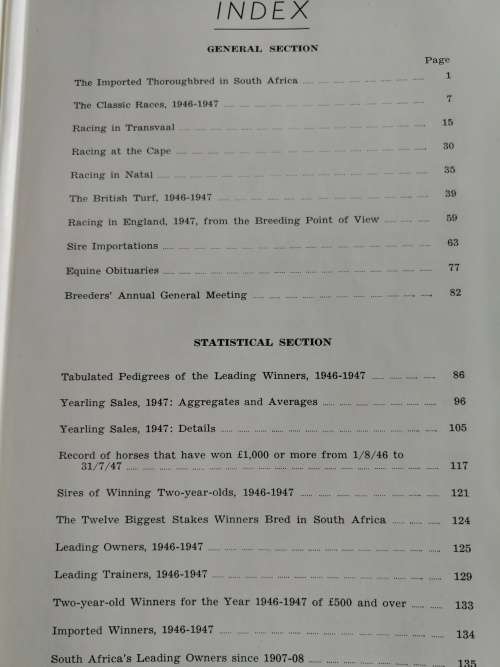 INDEX
GENERAL SECTION
Page
The Imported Thoroughbred in South Africa 1
The Classic Races, 1946-1947 7
Racing in Transvaal 15
Racing at the Cape 30
Racing in Natal 35
The British Turf, 1946-1947 39
Racing in England, 1947, from the Breeding Point of View 59
Sire Importations 63
Equine Obituaries 77
Breeders' Annual General Meeting 82
STATISTICAL SECTION
Tabulated Pedigrees of the Leading Winners, 1946-1947 86
Yearling Sales, 1947: Aggregates and Averages 96
Yearling Sales, 1947: Details 105
Record of horses that have won £1,000 or more from 1/8/46 to
31/7/47 117
Sires of Winning Two-year-olds, 1946-1947 121
The Twelve Biggest Stakes Winners Bred in South Africa 124
Leading Owners, 1946-1947 125
Leading Trainers, 1946-1947 129
Two-year-old Winners for the Year 1946-1947 of £500 and over 133
Imported Winners, 1946-1947 134
South Africa's Leading Owners since 1907-08 135